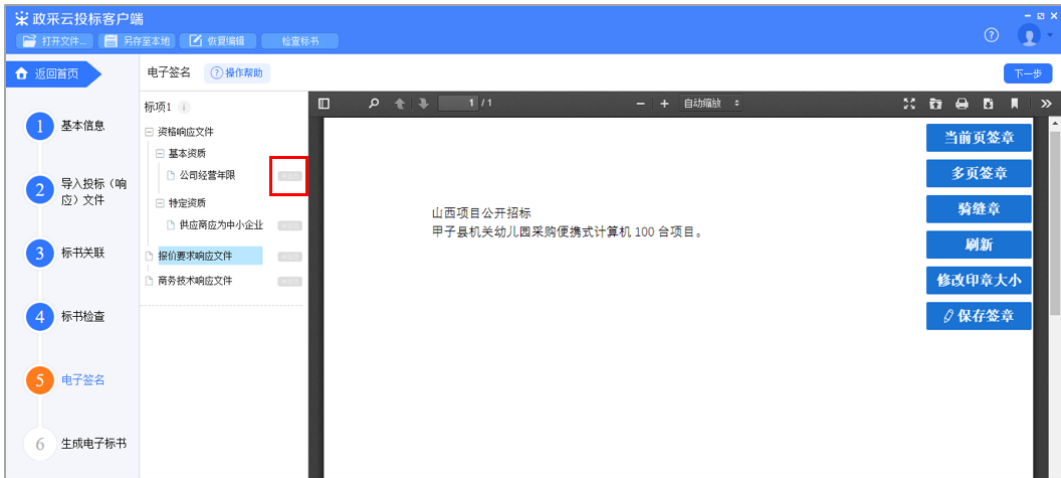 政采云投标客户端
打开文件... 另存至本地 恢复编辑 检查标书
返回首页
电子签名 操作帮助 下一步
1 基本信息
2 导入投标（响应）文件
3 标书关联
4 标书检查
5 电子签名
6 生成电子标书
标项1
资格响应文件
基本资质
公司经营年限
特定资质
供应商应为中小企业
报价要求响应文件
商务技术响应文件
1 / 1 自动缩放
山西项目公开招标
甲子县机关幼儿园采购便携式计算机 100 台项目。
当前页签章
多页签章
骑缝章
刷新
修改印章大小
保存签章